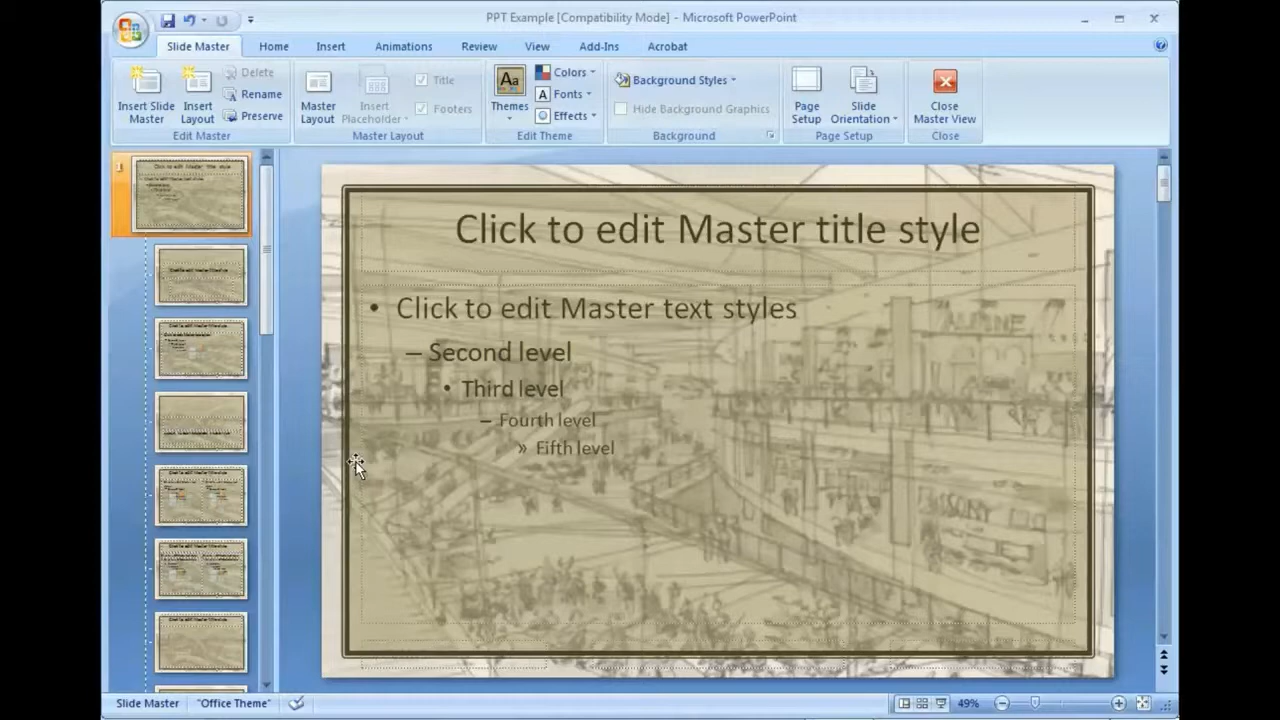 PPT Example [Compatibility Mode] - Microsoft PowerPoint
Slide Master Home Insert Animations Review View Add-Ins Acrobat
Insert Slide Master
Insert Layout
Delete
Rename
Preserve
Edit Master
Master Layout
Insert Placeholder
Title
Footers
Master Layout
Themes
Colors
Fonts
Effects
Edit Theme
Background Styles
Hide Background Graphics
Background
Page Setup
Slide Orientation
Page Setup
Close Master View
Close
1
Click to edit Master title style
• Click to edit Master text styles
– Second level
• Third level
– Fourth level
» Fifth level
ALPINE
Slide Master "Office Theme" 49%